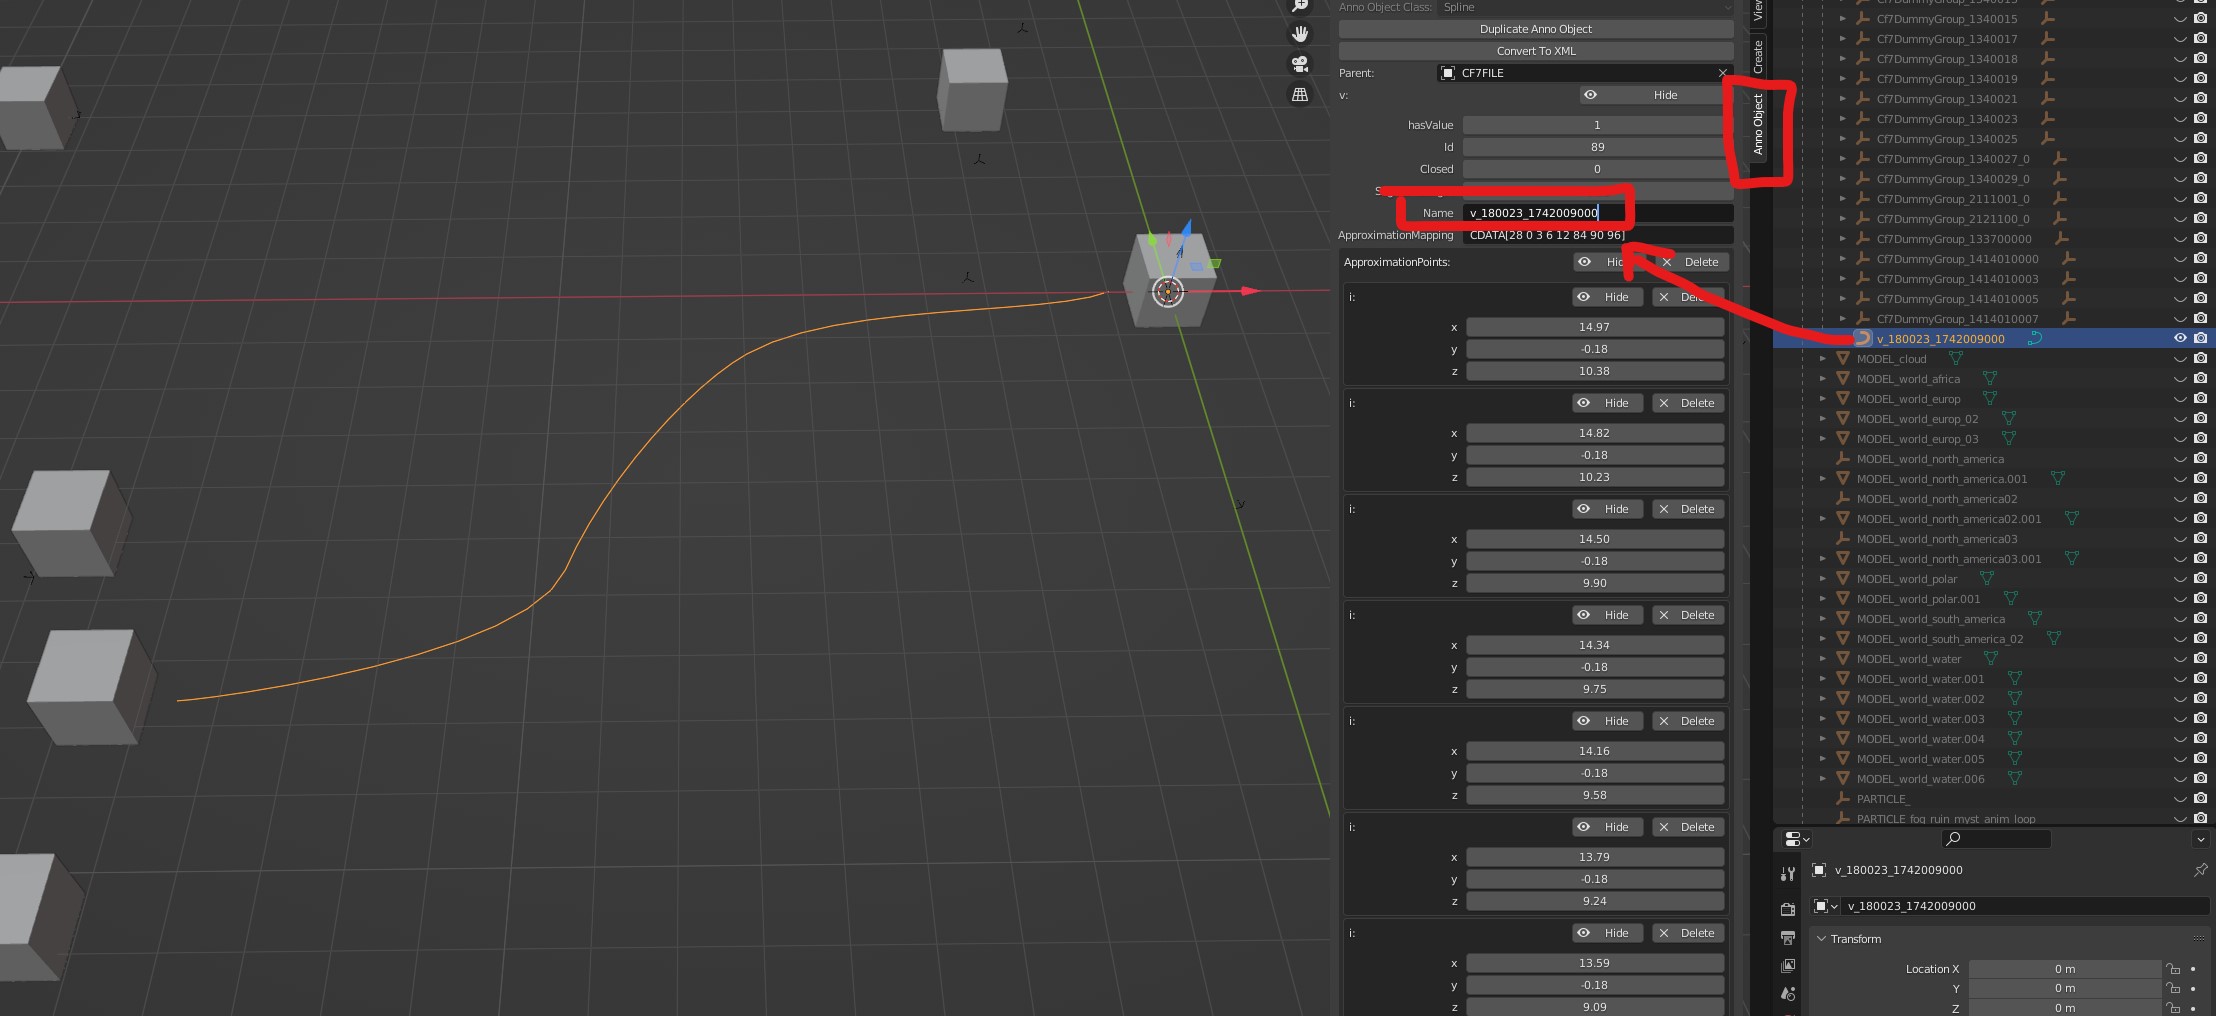 Anno Object Class: Spline
Duplicate Anno Object
Convert To XML
Parent: CF7FILE
v: Hide
hasValue 1
Id 89
Closed 0
Name v_180023_1742009000
ApproximationMapping CDATA[28 0 3 6 12 84 90 96]
ApproximationPoints: Hide Delete
i: Hide Delete
x 14.97
y -0.18
z 10.38
i: Hide Delete
x 14.82
y -0.18
z 10.23
i: Hide Delete
x 14.50
y -0.18
z 9.90
i: Hide Delete
x 14.34
y -0.18
z 9.75
i: Hide Delete
x 14.16
y -0.18
z 9.58
i: Hide Delete
x 13.79
y -0.18
z 9.24
i: Hide Delete
x 13.59
y -0.18
z 9.09
View
Create
Anno Object
Cf7DummyGroup_1340015
Cf7DummyGroup_1340017
Cf7DummyGroup_1340018
Cf7DummyGroup_1340019
Cf7DummyGroup_1340021
Cf7DummyGroup_1340023
Cf7DummyGroup_1340025
Cf7DummyGroup_1340027_0
Cf7DummyGroup_1340029_0
Cf7DummyGroup_2111001_0
Cf7DummyGroup_2121100_0
Cf7DummyGroup_133700000
Cf7DummyGroup_1414010000
Cf7DummyGroup_1414010003
Cf7DummyGroup_1414010005
Cf7DummyGroup_1414010007
v_180023_1742009000
MODEL_cloud
MODEL_world_africa
MODEL_world_europ
MODEL_world_europ_02
MODEL_world_europ_03
MODEL_world_north_america
MODEL_world_north_america.001
MODEL_world_north_america02
MODEL_world_north_america02.001
MODEL_world_north_america03
MODEL_world_north_america03.001
MODEL_world_polar
MODEL_world_polar.001
MODEL_world_south_america
MODEL_world_south_america_02
MODEL_world_water
MODEL_world_water.001
MODEL_world_water.002
MODEL_world_water.003
MODEL_world_water.004
MODEL_world_water.005
MODEL_world_water.006
PARTICLE_
PARTICLE_fog_ruin_myst_anim_loop
v_180023_1742009000
v_180023_1742009000
Transform
Location X 0 m
Y 0 m
Z 0 m